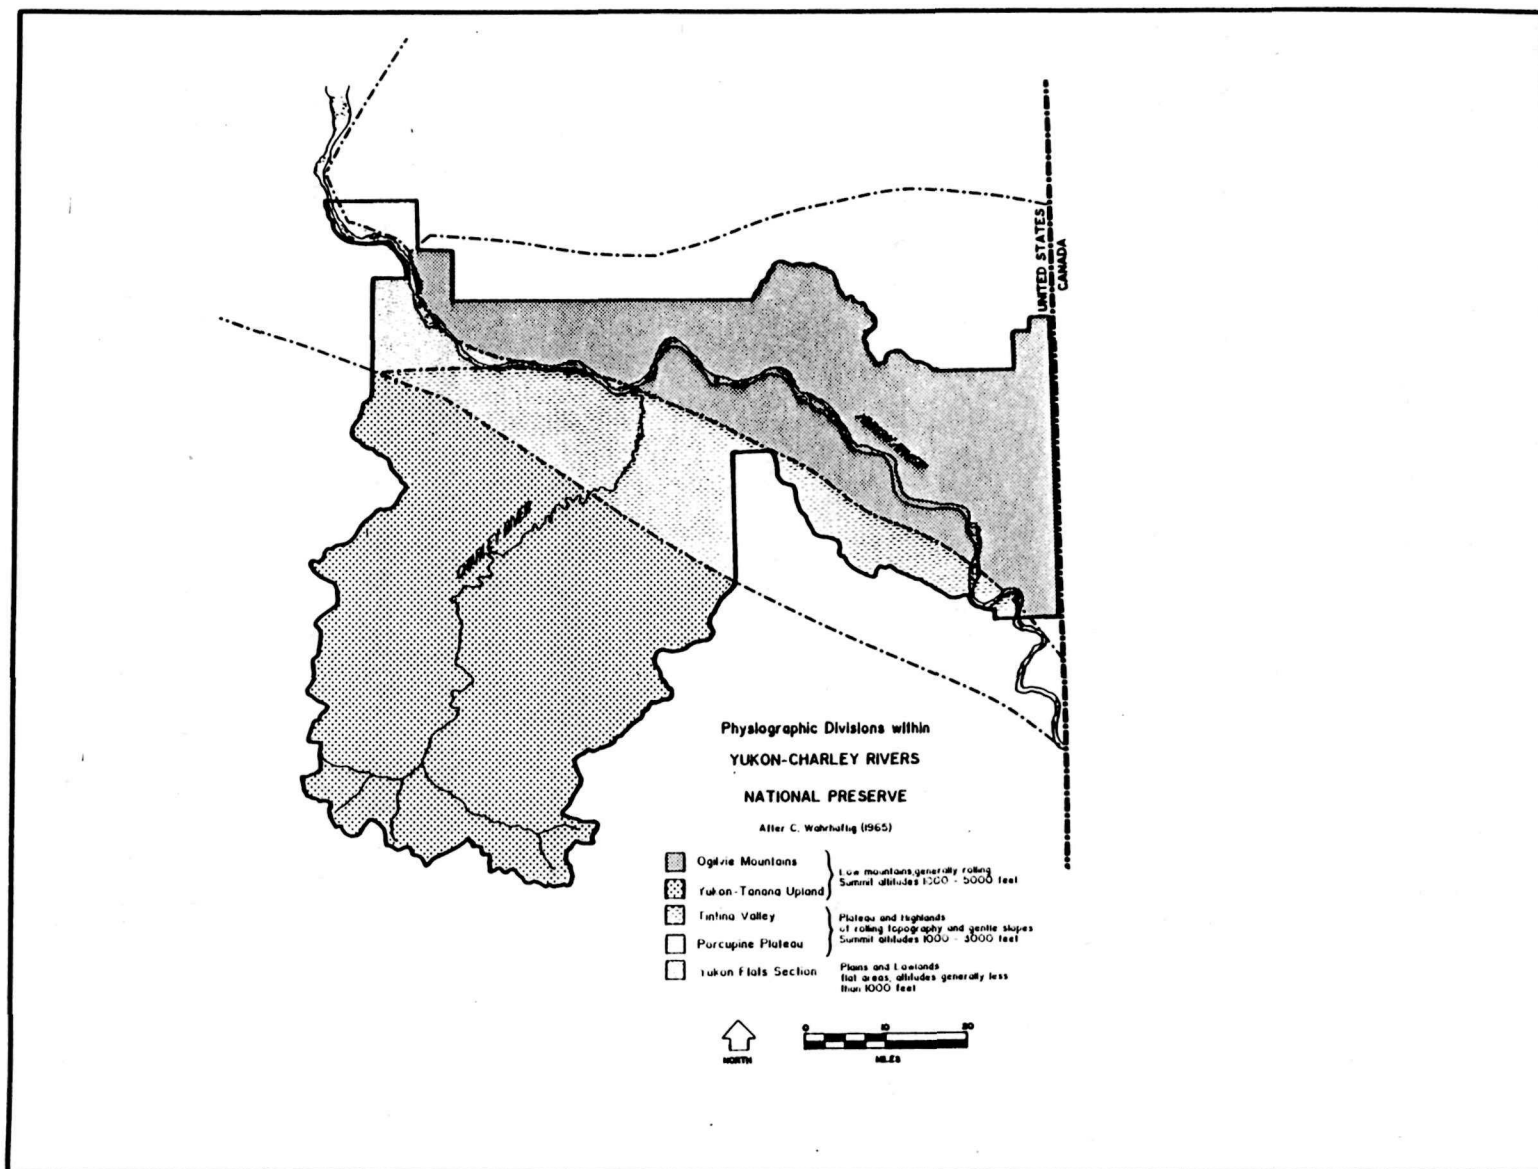 UNITED STATES
CANADA
CHARLEY RIVER
Physiographic Divisions within
YUKON-CHARLEY RIVERS
NATIONAL PRESERVE
After C. Wahrhaftig (1965)
Ogilvie Mountains
Low mountains, generally rolling
Summit altitudes - 5000 feet
Yukon-Tanana Upland
Tintina Valley
Plateau and Highlands
of rolling topography and gentle slopes
Summit altitudes 1000 - 3000 feet
Porcupine Plateau
Yukon Flats Section
Plains and Lowlands
flat areas, altitudes generally less
than 1000 feet
0 10 20
NORTH
MILES